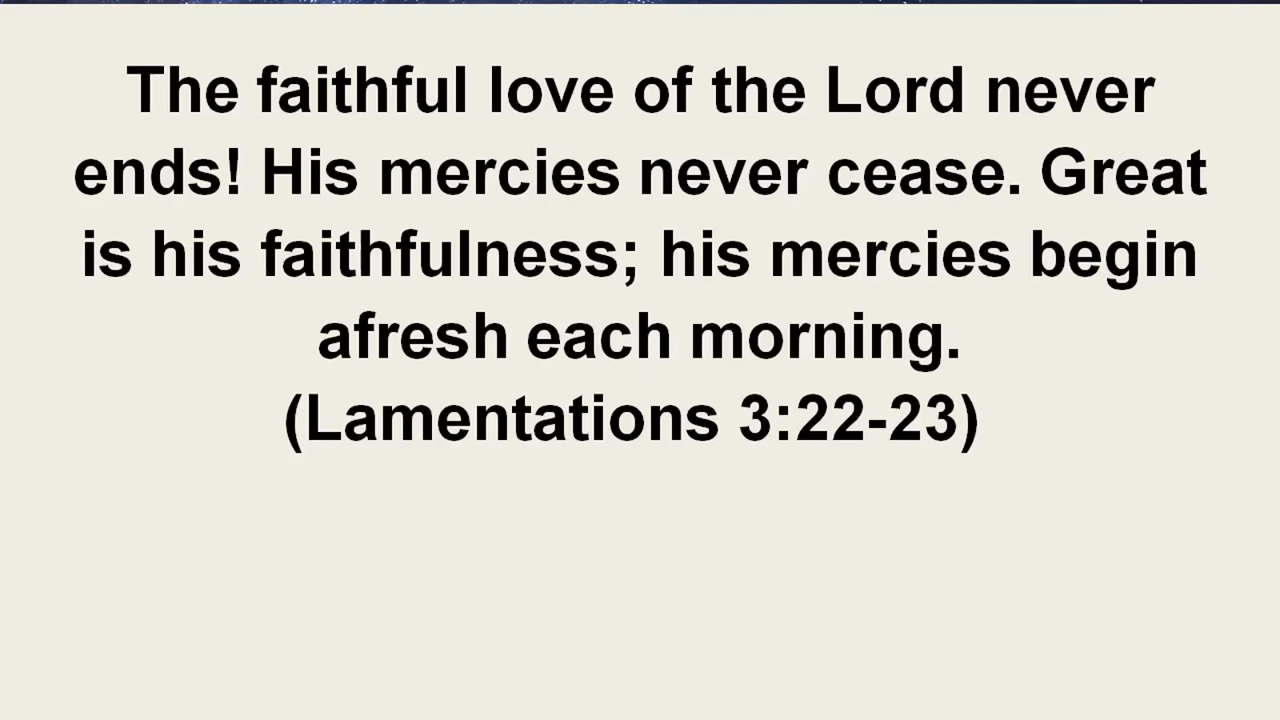 The faithful love of the Lord never
ends! His mercies never cease. Great
is his faithfulness; his mercies begin
afresh each morning.
(Lamentations 3:22-23)